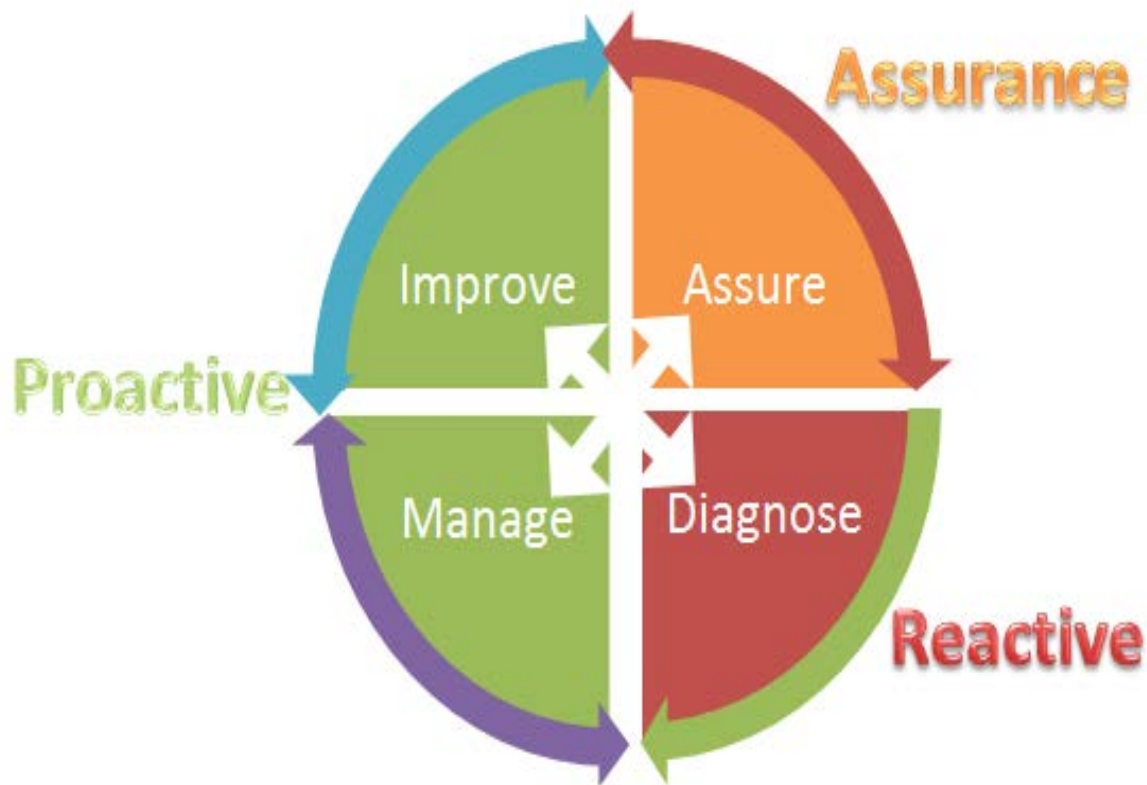 Assurance
Improve
Assure
Proactive
Manage
Diagnose
Reactive